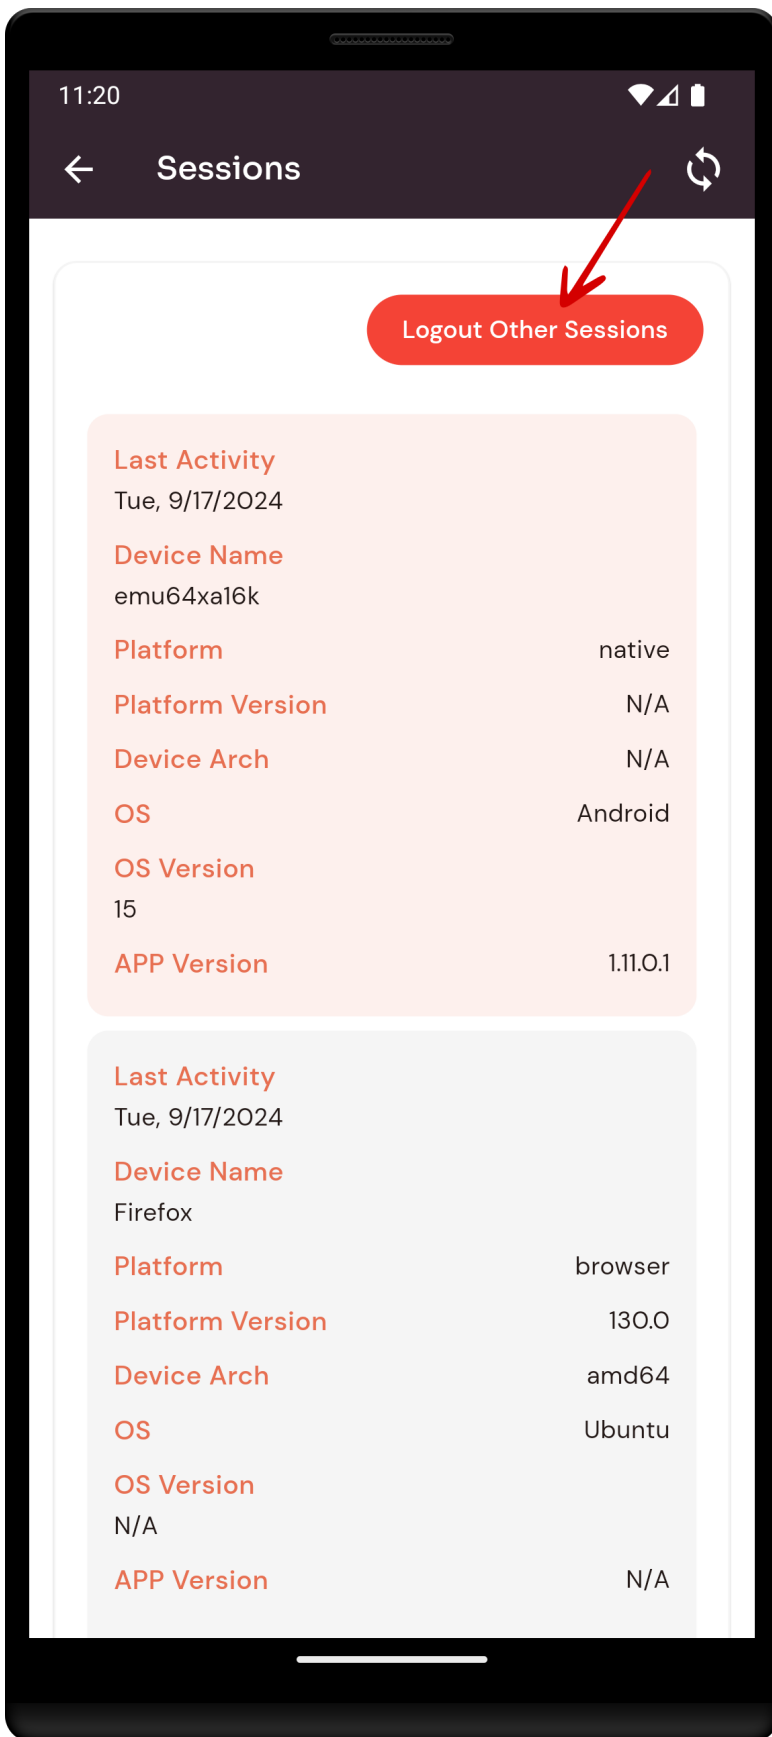 11:20
Sessions
Logout Other Sessions
Last Activity
Tue, 9/17/2024
Device Name
emu64xa16k
Platform native
Platform Version N/A
Device Arch N/A
OS Android
OS Version
15
APP Version 1.11.0.1
Last Activity
Tue, 9/17/2024
Device Name
Firefox
Platform browser
Platform Version 130.0
Device Arch amd64
OS Ubuntu
OS Version
N/A
APP Version N/A